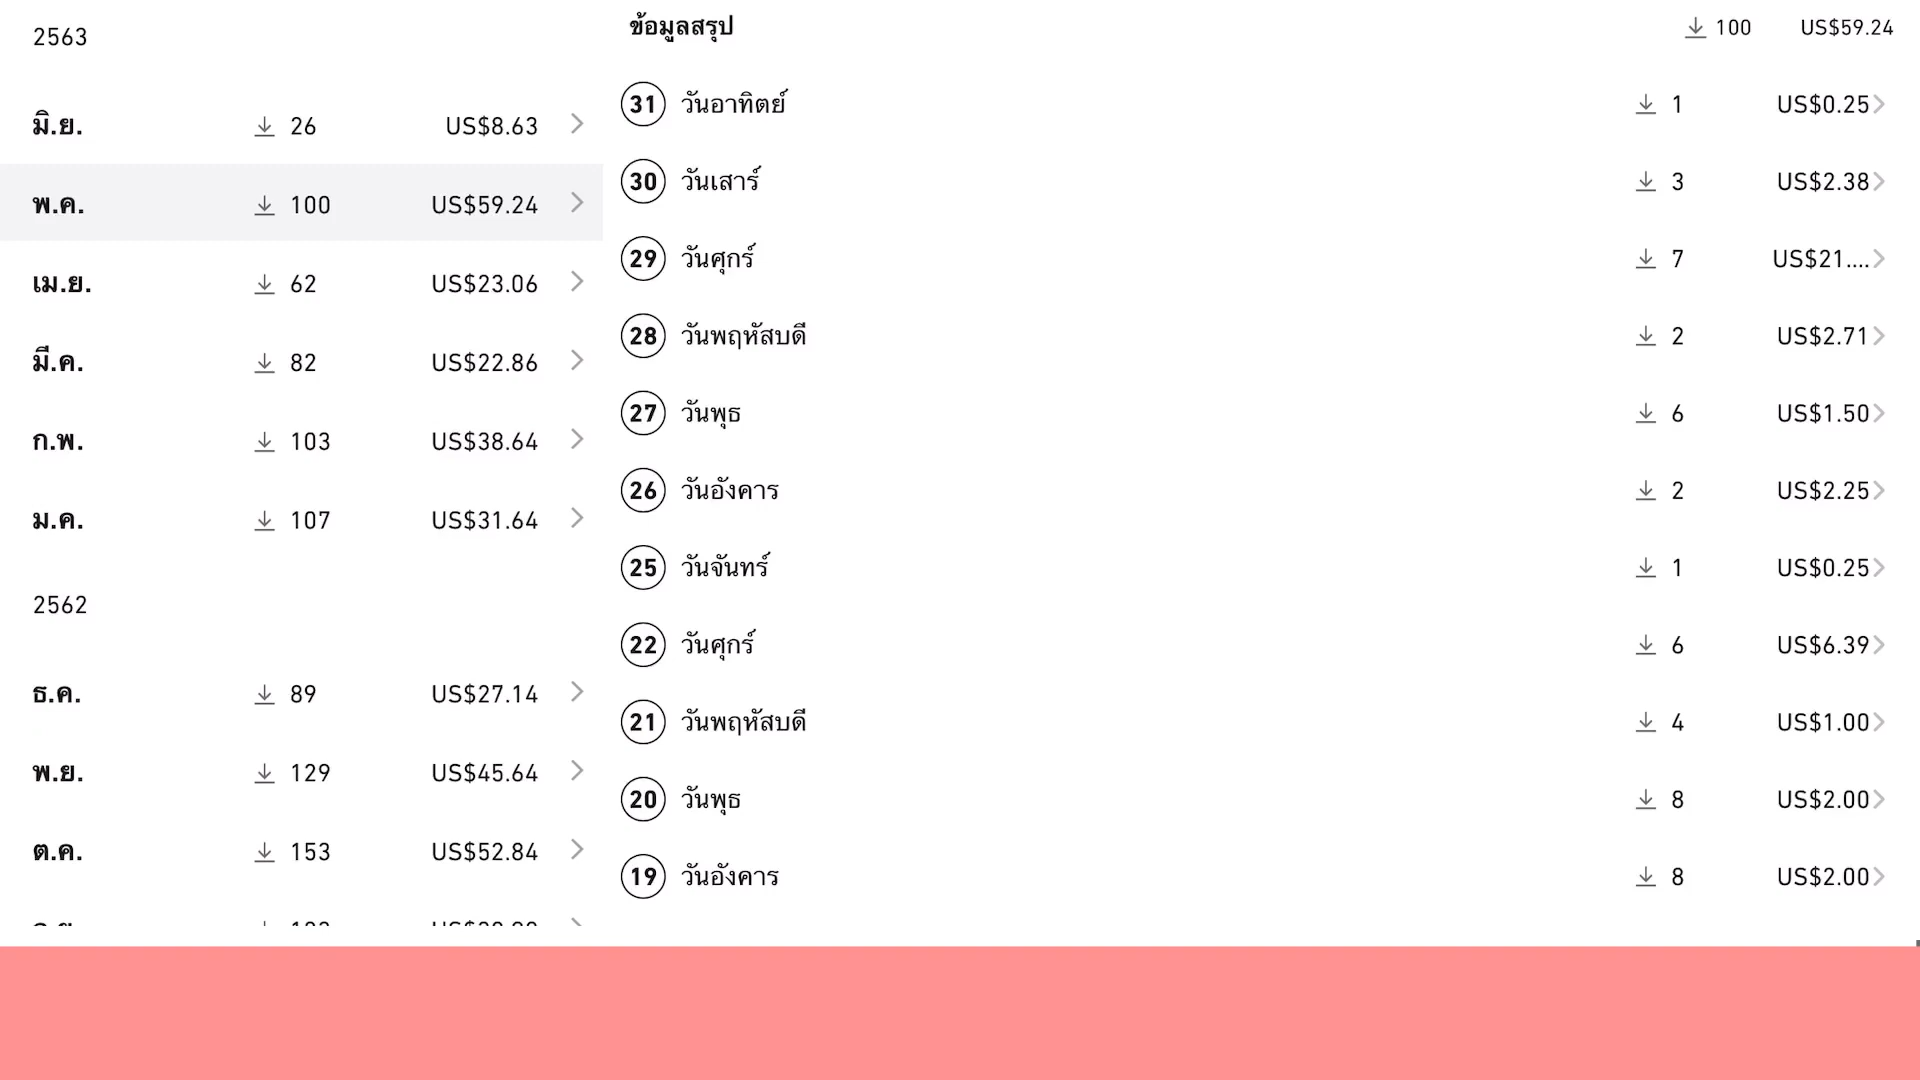 2563
มิ.ย. 26 US$8.63
พ.ค. 100 US$59.24
เม.ย. 62 US$23.06
มี.ค. 82 US$22.86
ก.พ. 103 US$38.64
ม.ค. 107 US$31.64
2562
ธ.ค. 89 US$27.14
พ.ย. 129 US$45.64
ต.ค. 153 US$52.84
ข้อมูลสรุป 100 US$59.24
31 วันอาทิตย์ 1 US$0.25
30 วันเสาร์ 3 US$2.38
29 วันศุกร์ 7 US$21....
28 วันพฤหัสบดี 2 US$2.71
27 วันพุธ 6 US$1.50
26 วันอังคาร 2 US$2.25
25 วันจันทร์ 1 US$0.25
22 วันศุกร์ 6 US$6.39
21 วันพฤหัสบดี 4 US$1.00
20 วันพุธ 8 US$2.00
19 วันอังคาร 8 US$2.00